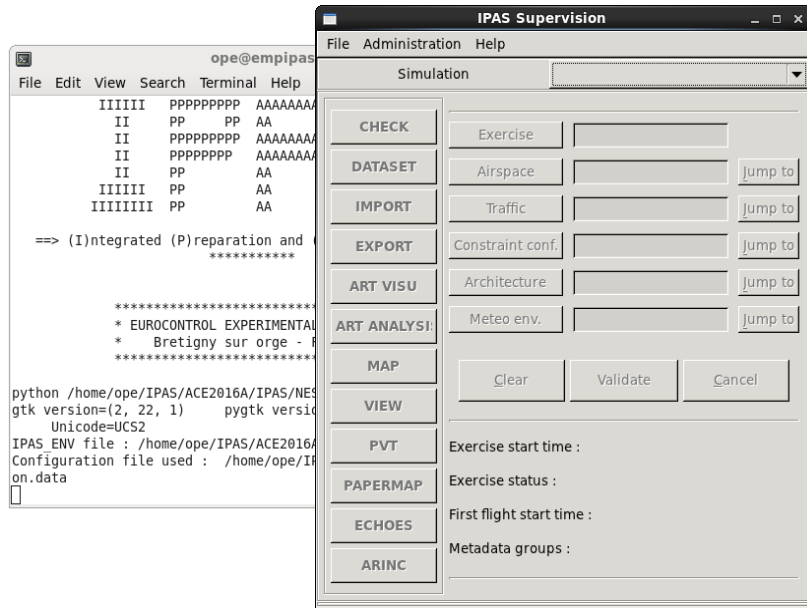 ope@empipas
File Edit View Search Terminal Help
IIIIII PPPPPPPPP AAAAAAAA
II PP PP AA
II PPPPPPPPP AAAAAAAA
II PPPPPPPP AAAAAAAA
II PP AA
IIIIII PP AA
IIIIIIII PP AA
==> (I)ntegrated (P)reparation and (
***********
**************************
* EUROCONTROL EXPERIMENTAL
* Bretigny sur orge - F
**************************
python /home/ope/IPAS/ACE2016A/IPAS/NES
gtk version=(2, 22, 1) pygtk versio
Unicode=UCS2
IPAS_ENV file : /home/ope/IPAS/ACE2016A
Configuration file used : /home/ope/IP
on.data
IPAS Supervision
File Administration Help
Simulation
CHECK
DATASET
IMPORT
EXPORT
ART VISU
ART ANALYSI
MAP
VIEW
PVT
PAPERMAP
ECHOES
ARINC
Exercise
Airspace Jump to
Traffic Jump to
Constraint conf. Jump to
Architecture Jump to
Meteo env. Jump to
Clear Validate Cancel
Exercise start time :
Exercise status :
First flight start time :
Metadata groups :